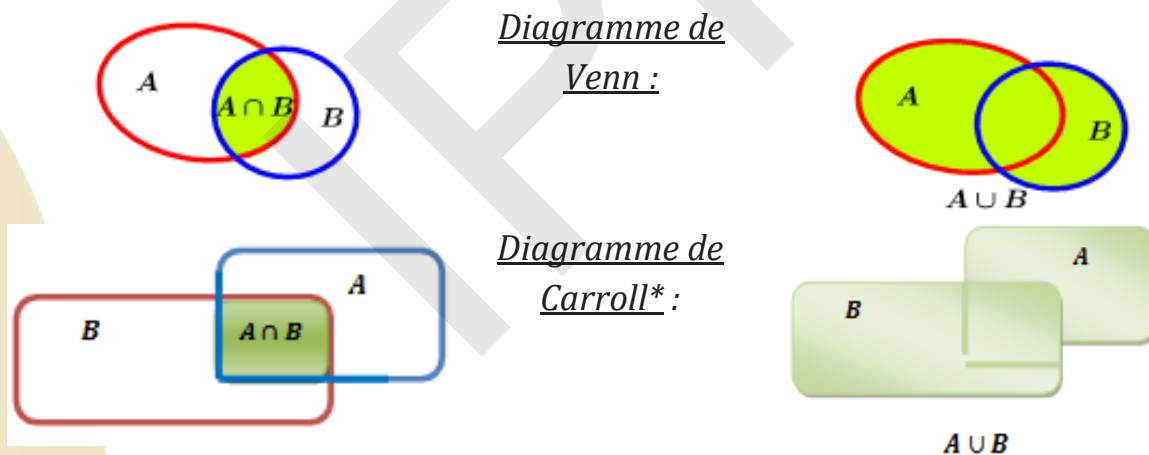 Diagramme de
Venn :
A
A ∩ B
B
A
B
A ∪ B
Diagramme de
Carroll* :
A
B
A ∩ B
A
B
A ∪ B